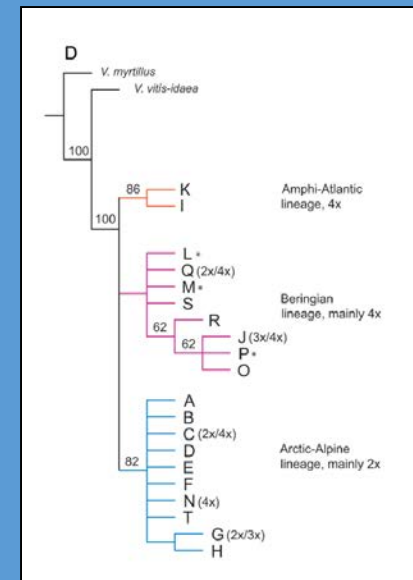 D
V. myrtillus
V. vitis-idaea
100
100
86
K
I
Amphi-Atlantic
lineage, 4x
L *
Q (2x/4x)
M *
S
Beringian
lineage, mainly 4x
62
R
62
J (3x/4x)
P *
O
A
B
C (2x/4x)
D
E
F
Arctic-Alpine
lineage, mainly 2x
82
N (4x)
T
G (2x/3x)
H